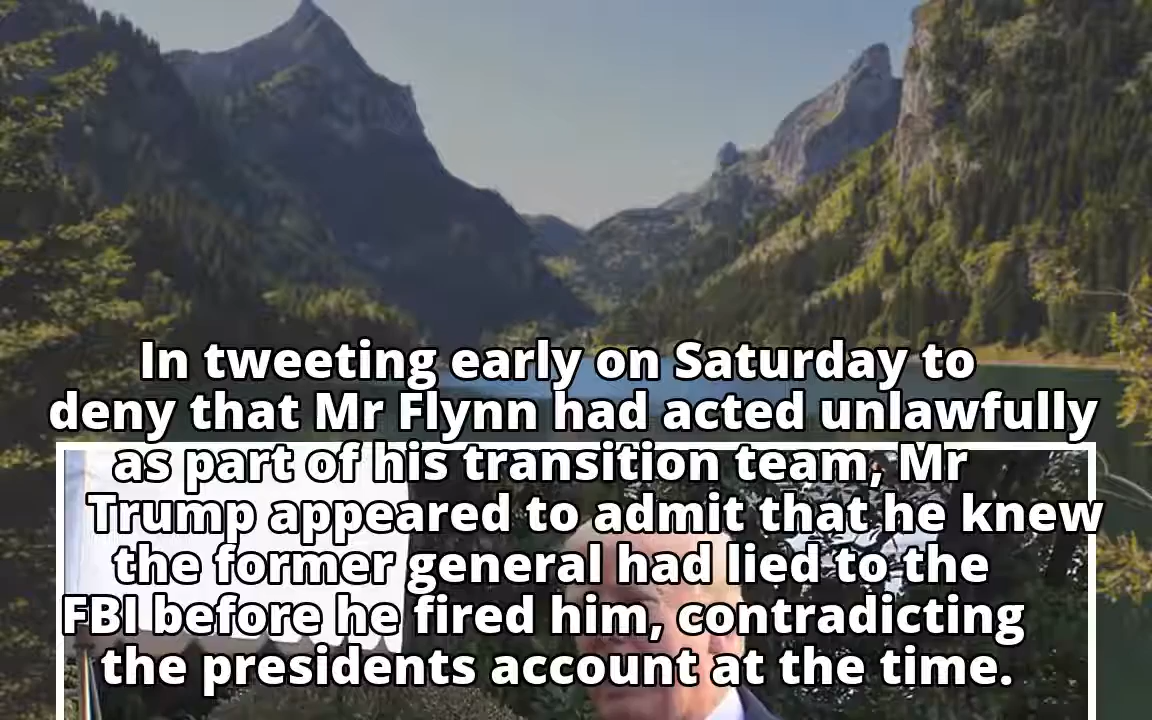 In tweeting early on Saturday to
deny that Mr Flynn had acted unlawfully
as part of his transition team, Mr
Trump appeared to admit that he knew
the former general had lied to the
FBI before he fired him, contradicting
the presidents account at the time.